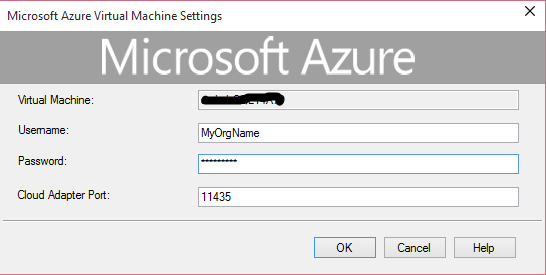 Microsoft Azure Virtual Machine Settings
Microsoft Azure
Virtual Machine:
Username: MyOrgName
Password: *********
Cloud Adapter Port: 11435
OK Cancel Help